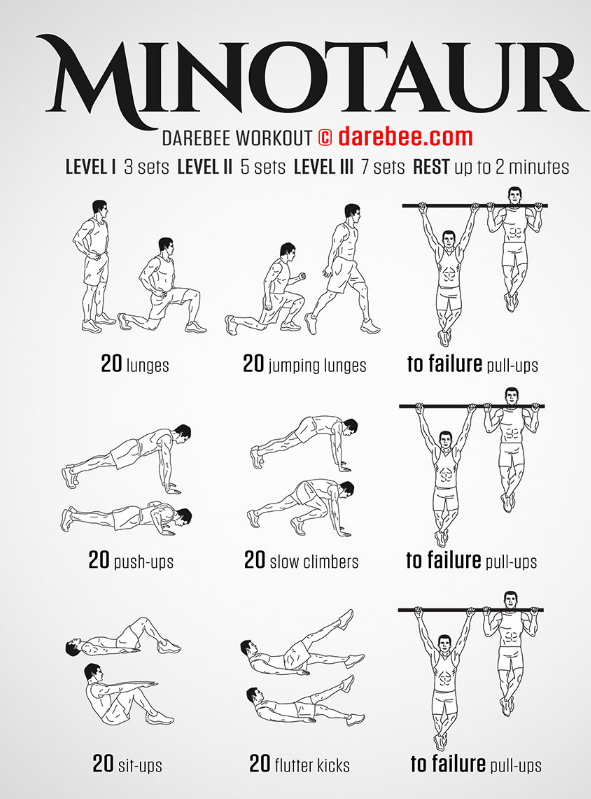 MINOTAUR
DAREBEE WORKOUT © darebee.com
LEVEL I 3 sets LEVEL II 5 sets LEVEL III 7 sets REST up to 2 minutes
20 lunges
20 jumping lunges
to failure pull-ups
20 push-ups
20 slow climbers
to failure pull-ups
20 sit-ups
20 flutter kicks
to failure pull-ups